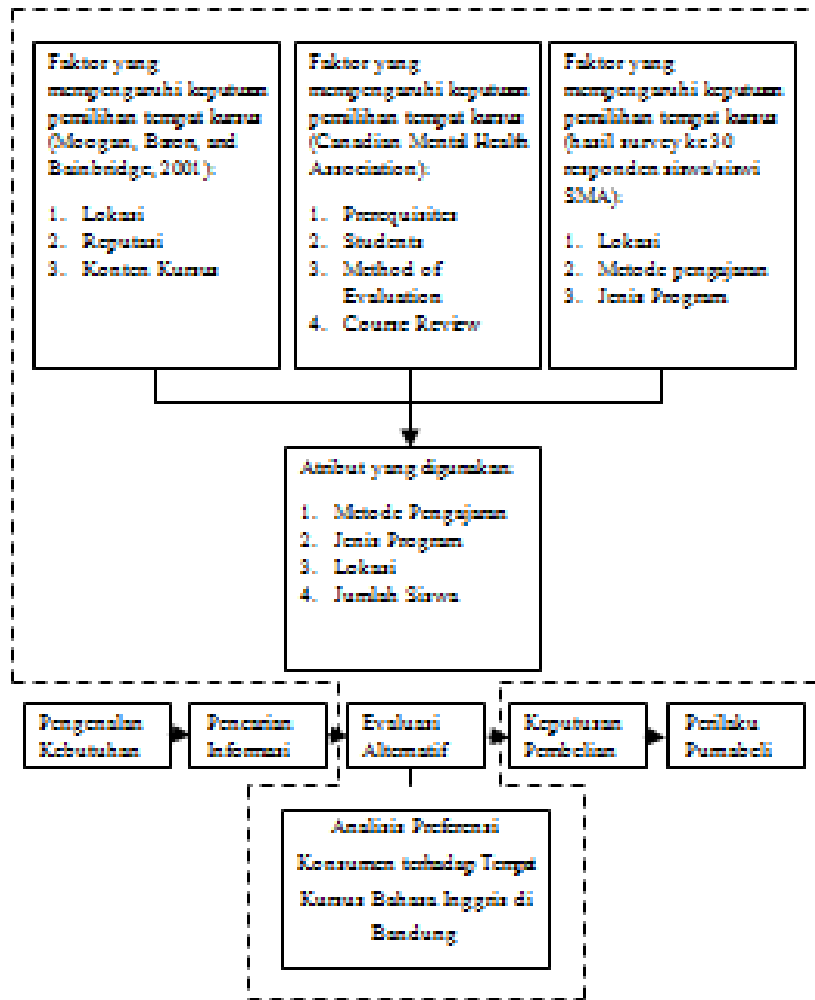 Faktor yang
mempengaruhi keputusan
pemilihan tempat kursus
(Moogan, Baron, and
Bainbridge, 2001):
1. Lokasi
2. Reputasi
3. Konten Kursus
Faktor yang
mempengaruhi keputusan
pemilihan tempat kursus
(Canadian Mental Health
Association):
1. Prerequisites
2. Students
3. Method of
Evaluation
4. Course Review
Faktor yang
mempengaruhi keputusan
pemilihan tempat kursus
(hasil survey ke 30
responden siswa/siswi
SMA):
1. Lokasi
2. Metode pengajaran
3. Jenis Program
Atribut yang digunakan:
1. Metode Pengajaran
2. Jenis Program
3. Lokasi
4. Jumlah Siswa
Pengenalan
Kebutuhan
Pencarian
Informasi
Evaluasi
Alternatif
Keputusan
Pembelian
Perilaku
Purnabeli
Analisis Preferensi
Konsumen terhadap Tempat
Kursus Bahasa Inggris di
Bandung